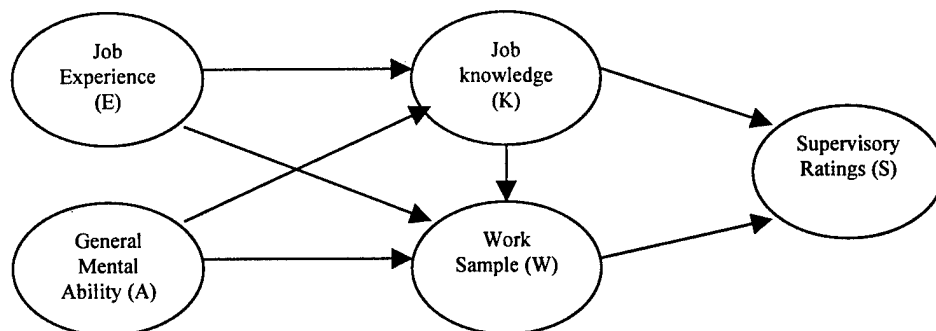 Job
Experience
(E)
Job
knowledge
(K)
Supervisory
Ratings (S)
General
Mental
Ability (A)
Work
Sample (W)